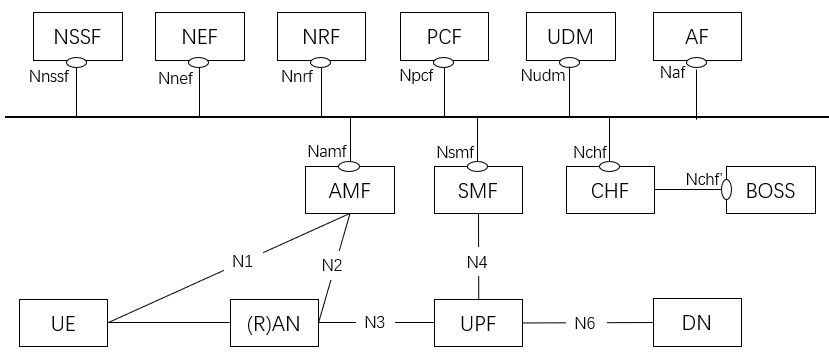 NSSF
NEF
NRF
PCF
UDM
AF
Nnssf
Nnef
Nnrf
Npcf
Nudm
Naf
Namf
Nsmf
Nchf
AMF
SMF
CHF
Nchf'
BOSS
N1
N2
N4
UE
(R)AN
N3
UPF
N6
DN